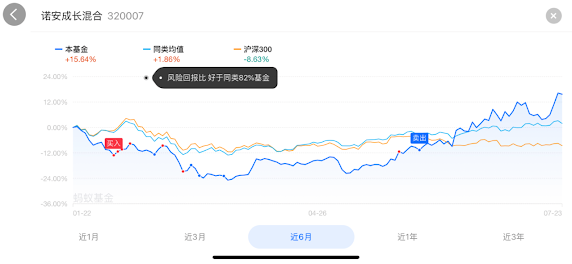 诺安成长混合 320007
本基金 同类均值 沪深300
+15.64% +1.86% -8.63%
风险回报比 好于同类82%基金
24.00%
12.00%
0.00%
-12.00%
-24.00%
-36.00%
买入
卖出
蚂蚁基金
01-22 04-26 07-23
近1月 近3月 近6月 近1年 近3年